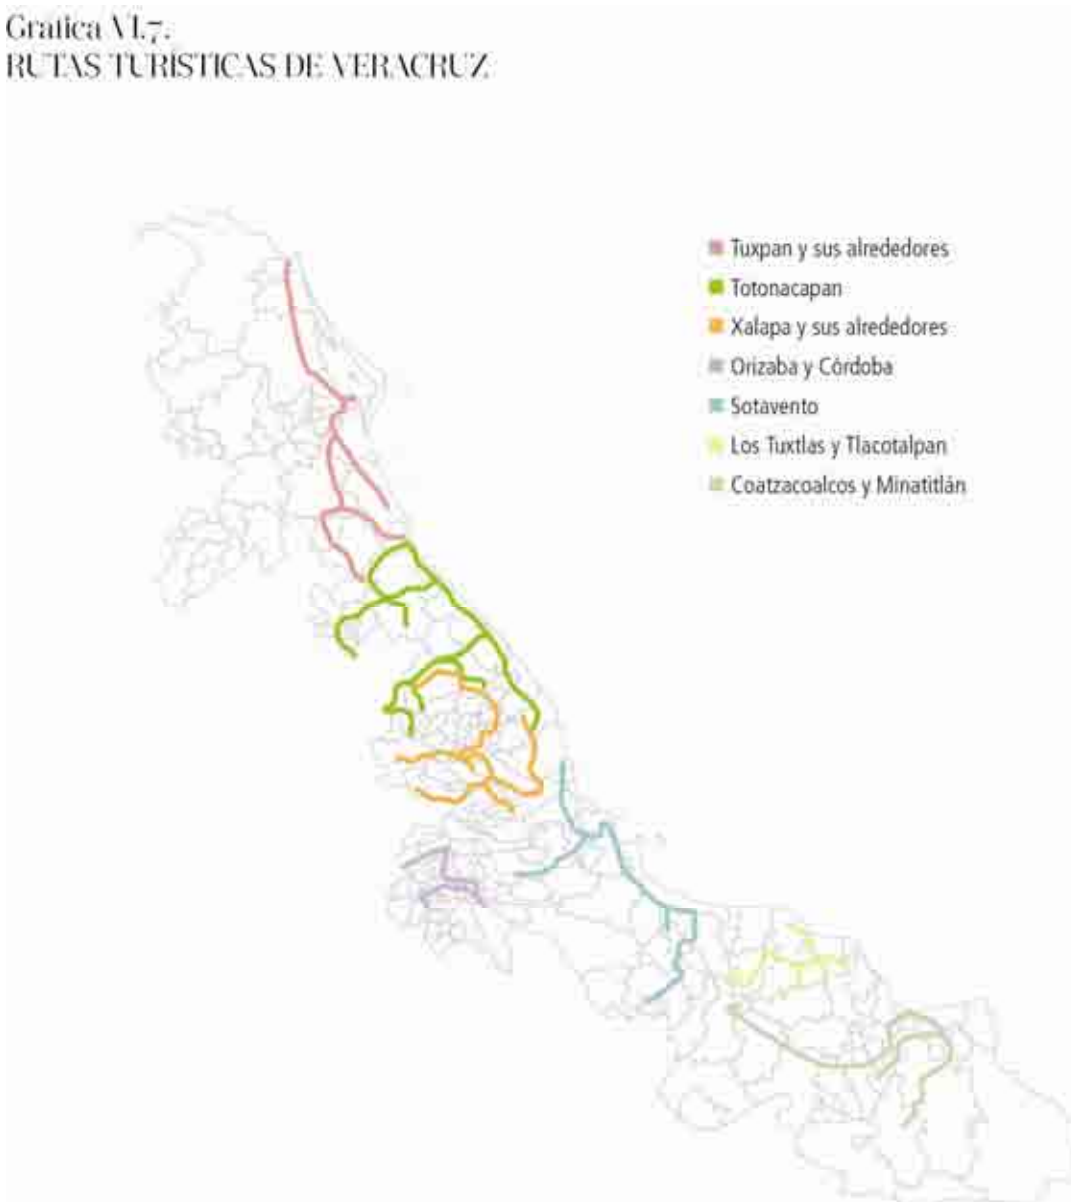 Gráfica VI.7.
RUTAS TURÍSTICAS DE VERACRUZ
Tuxpan y sus alrededores
Totonacapan
Xalapa y sus alrededores
Orizaba y Córdoba
Sotavento
Los Tuxtlas y Tlacotalpan
Coatzacoalcos y Minatitlán